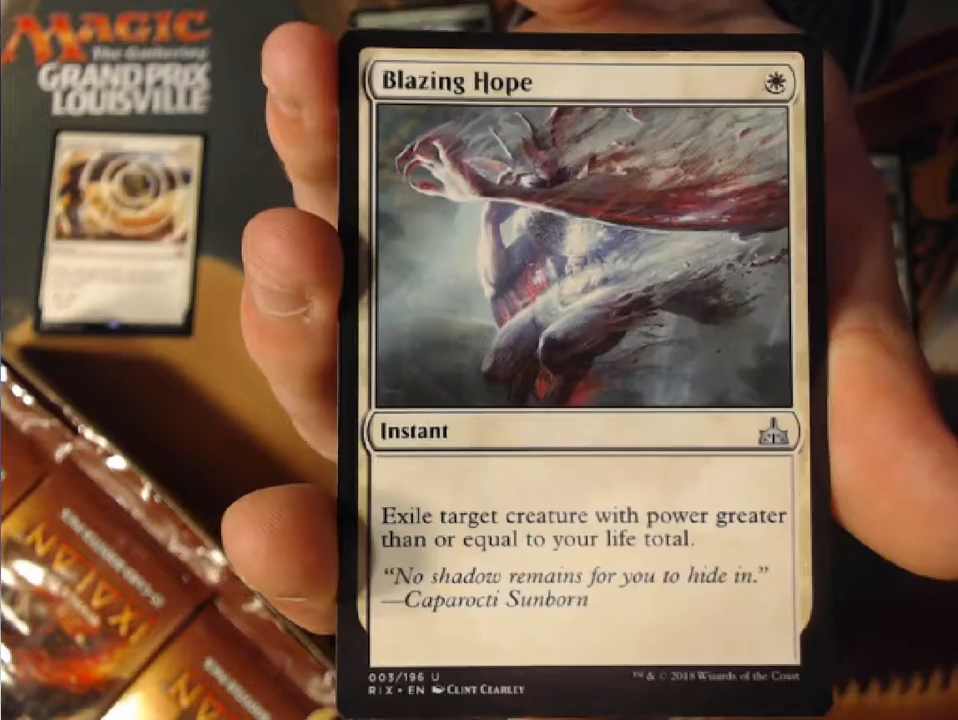 MAGIC
The Gathering
GRAND PRIX
LOUISVILLE
Blazing Hope
Instant
Exile target creature with power greater
than or equal to your life total.
“No shadow remains for you to hide in.”
—Caparocti Sunborn
003/196 U
RIX • EN CLINT CEARLEY
™ & © 2018 Wizards of the Coast
IXALAN
IXALAN